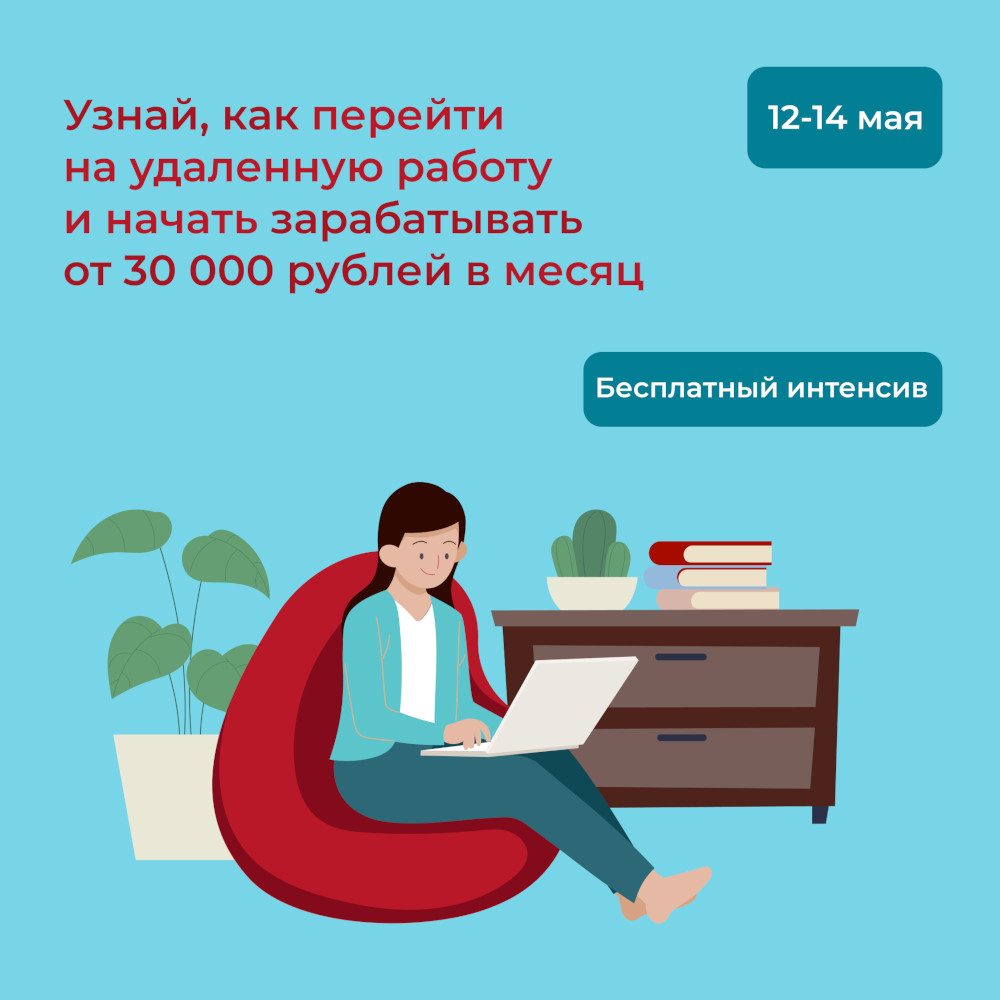 Узнай, как перейти
на удаленную работу
и начать зарабатывать
от 30 000 рублей в месяц
12-14 мая
Бесплатный интенсив